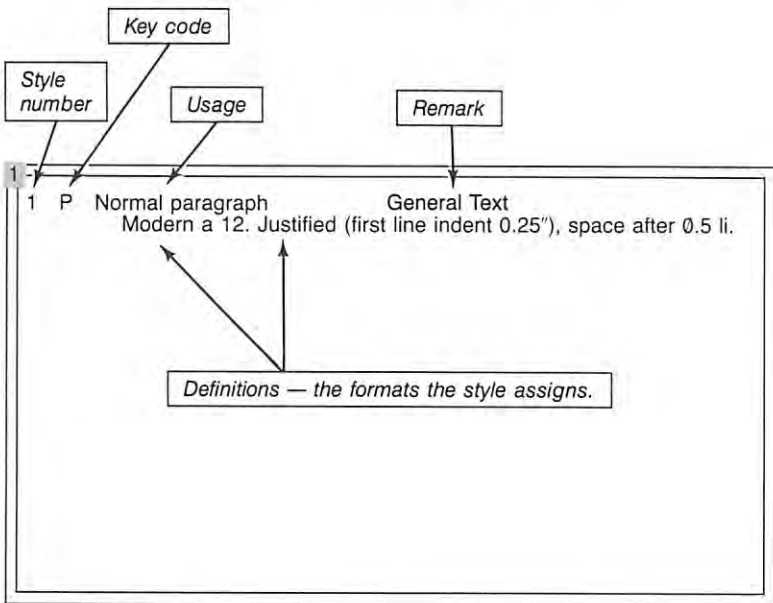 Key code
Style
number
Usage
Remark
1
1 P Normal paragraph General Text
Modern a 12. Justified (first line indent 0.25"), space after 0.5 li.
Definitions — the formats the style assigns.